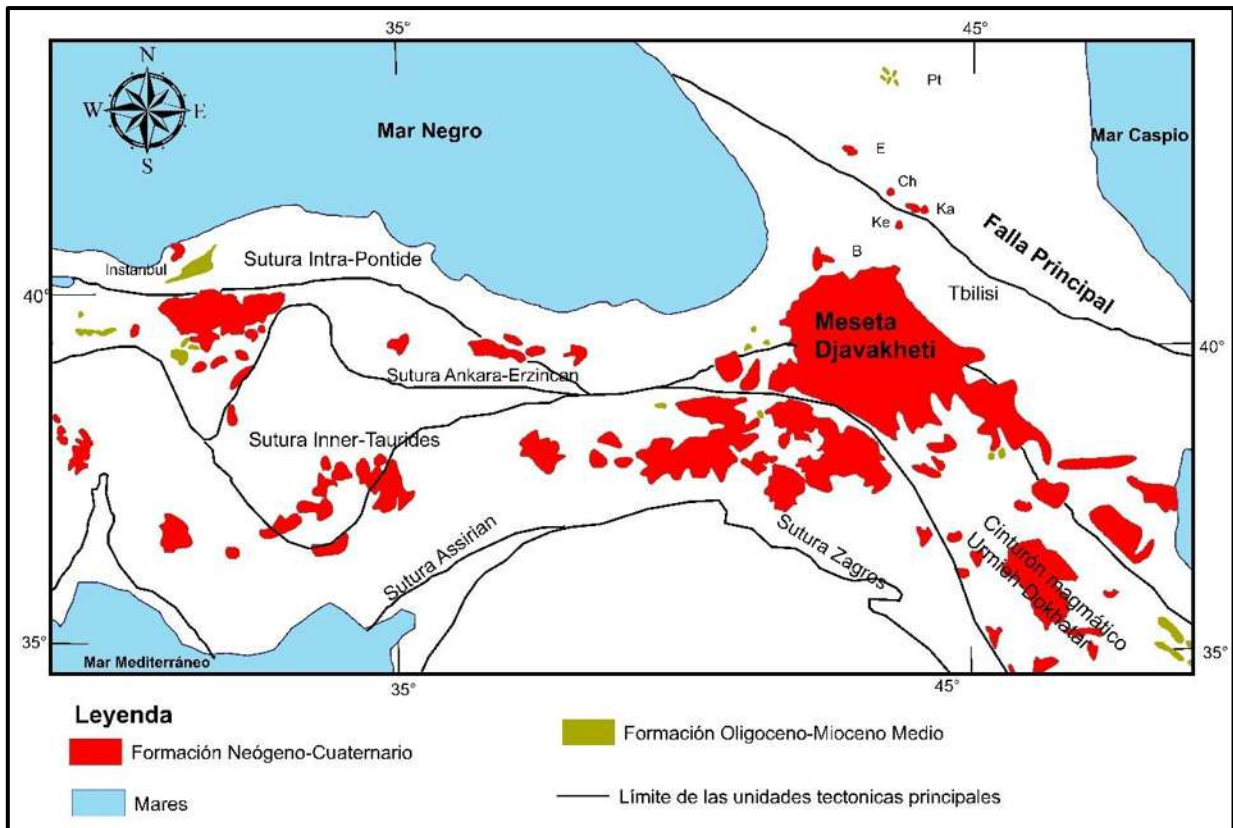 35°
45°
N
W
E
S
Mar Negro
Mar Caspio
Pt
E
Ch
Ka
Ke
B
Falla Principal
Instanbul
Sutura Intra-Pontide
Tbilisi
40°
40°
Meseta
Djavakheti
Sutura Ankara-Erzincan
Sutura Inner-Taurides
Sutura Assirian
Sutura Zagros
Cinturón magmático
Urmieh-Dokhatar
35°
35°
Mar Mediterráneo
35°
45°
Leyenda
Formación Neógeno-Cuaternario
Formación Oligoceno-Mioceno Medio
Mares
Límite de las unidades tectonicas principales